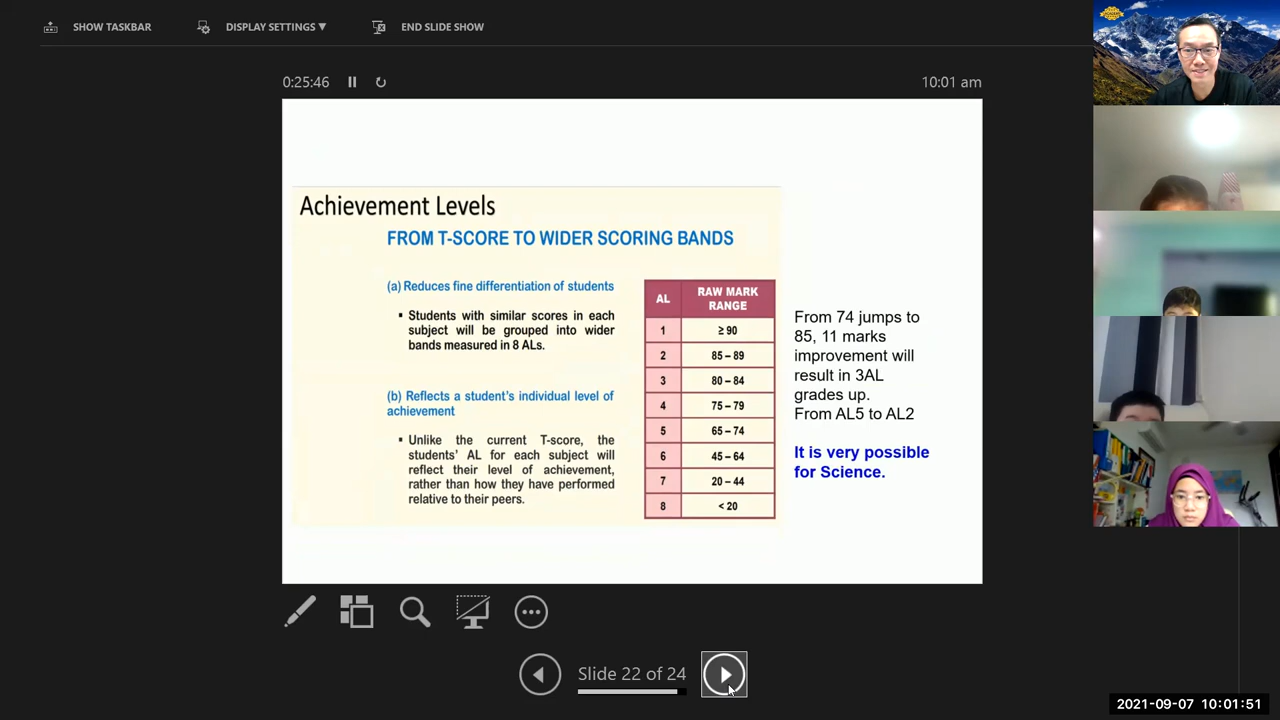 SHOW TASKBAR
DISPLAY SETTINGS ▼
END SLIDE SHOW
0:25:46
10:01 am
Achievement Levels
FROM T-SCORE TO WIDER SCORING BANDS
(a) Reduces fine differentiation of students
▪ Students with similar scores in each
subject will be grouped into wider
bands measured in 8 ALs.
(b) Reflects a student's individual level of
achievement
▪ Unlike the current T-score, the
students' AL for each subject will
reflect their level of achievement,
rather than how they have performed
relative to their peers.
AL RAW MARK
RANGE
1 ≥ 90
2 85 – 89
3 80 – 84
4 75 – 79
5 65 – 74
6 45 – 64
7 20 – 44
8 < 20
From 74 jumps to
85, 11 marks
improvement will
result in 3AL
grades up.
From AL5 to AL2
It is very possible
for Science.
Slide 22 of 24
2021-09-07 10:01:51